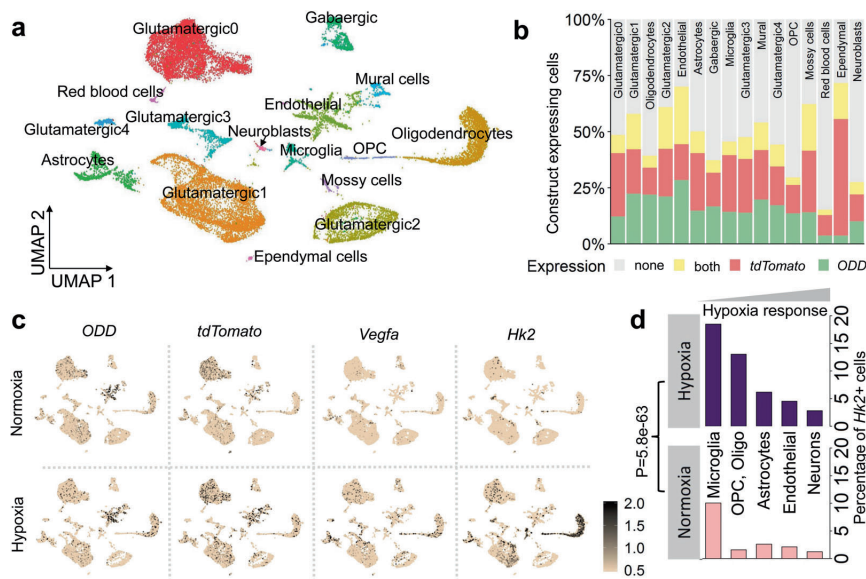 a
Glutamatergic0
Gabaergic
Red blood cells
Mural cells
Endothelial
Glutamatergic4
Glutamatergic3
Neuroblasts
Oligodendrocytes
Microglia
OPC
Astrocytes
Mossy cells
Glutamatergic1
Glutamatergic2
Ependymal cells
UMAP 2
UMAP 1
b
Construct expressing cells
100%
75%
50%
25%
0%
Glutamatergic0
Glutamatergic1
Oligodendrocytes
Glutamatergic2
Endothelial
Astrocytes
Gabaergic
Microglia
Glutamatergic3
Mural
Glutamatergic4
OPC
Mossy cells
Red blood cells
Ependymal
Neuroblasts
Expression none both tdTomato ODD
c
ODD tdTomato Vegfa Hk2
Normoxia
Hypoxia
2.0
1.5
1.0
0.5
d
Hypoxia response
Hypoxia
Normoxia
P=5.8e-63
Microglia
OPC, Oligo
Astrocytes
Endothelial
Neurons
20
15
10
5
0
20
15
10
5
0
Percentage of Hk2+ cells